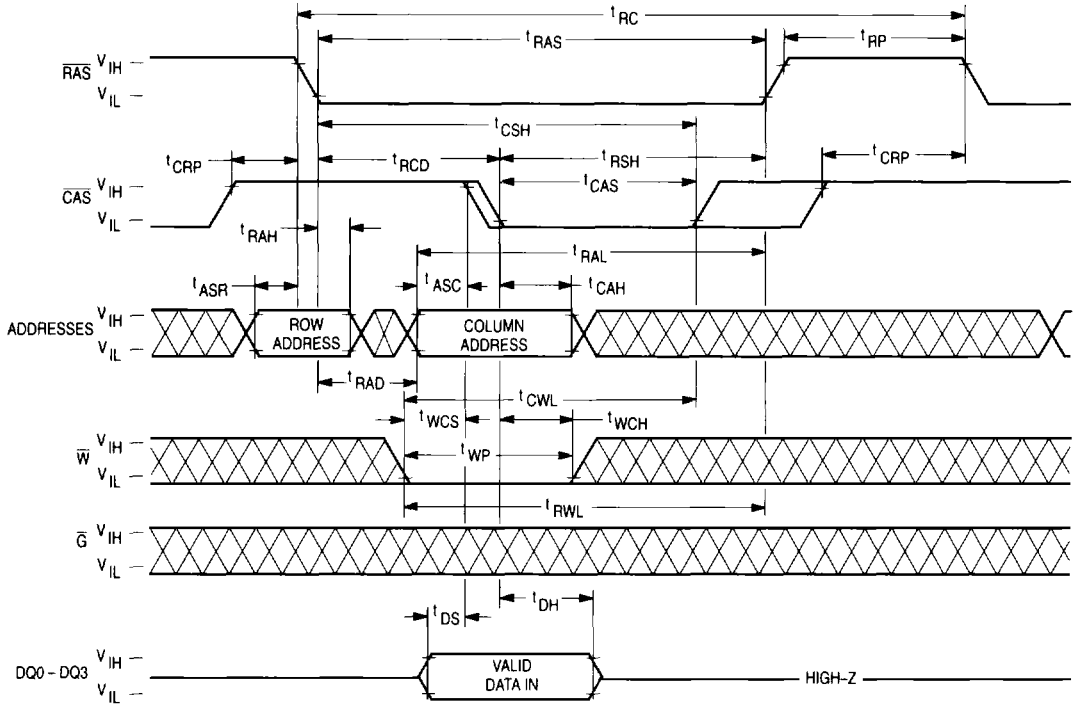 tRC
tRAS
tRP
RAS
VIH
VIL
tCSH
tCRP
tRCD
tRSH
tCRP
CAS
VIH
VIL
tCAS
tRAH
tRAL
tASR
tASC
tCAH
ADDRESSES
VIH
VIL
ROW
ADDRESS
COLUMN
ADDRESS
tRAD
tCWL
tWCS
tWCH
W
VIH
VIL
tWP
tRWL
G
VIH
VIL
tDS
tDH
DQ0 – DQ3
VIH
VIL
VALID
DATA IN
HIGH-Z